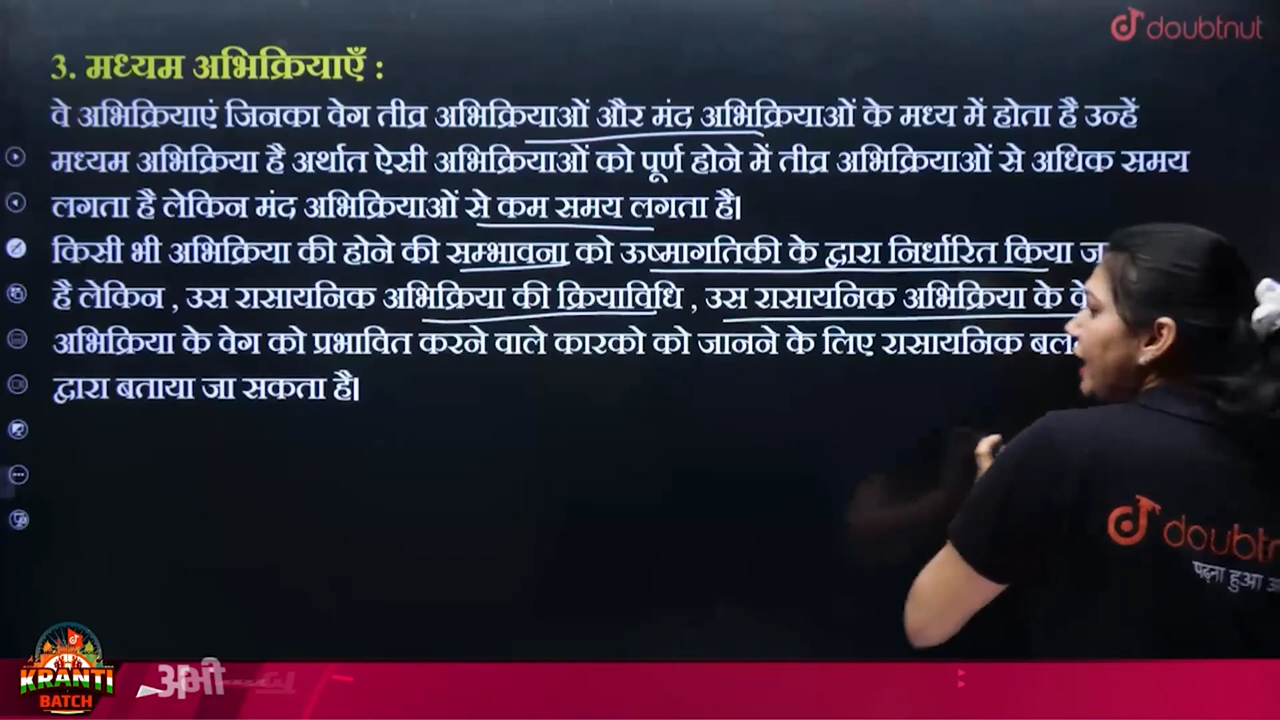 doubtnut
3. मध्यम अभिक्रियाएँ :
वे अभिक्रियाएं जिनका वेग तीव्र अभिक्रियाओं और मंद अभिक्रियाओं के मध्य में होता है उन्हें
मध्यम अभिक्रिया है अर्थात ऐसी अभिक्रियाओं को पूर्ण होने में तीव्र अभिक्रियाओं से अधिक समय
लगता है लेकिन मंद अभिक्रियाओं से कम समय लगता है।
किसी भी अभिक्रिया की होने की सम्भावना को ऊष्मागतिकी के द्वारा निर्धारित किया
है लेकिन , उस रासायनिक अभिक्रिया की क्रियाविधि , उस रासायनिक अभिक्रिया के
अभिक्रिया के वेग को प्रभावित करने वाले कारको को जानने के लिए रासायनिक
द्वारा बताया जा सकता है।
doubtn
पढ़ना हुआ
KRANTI
BATCH
अभी